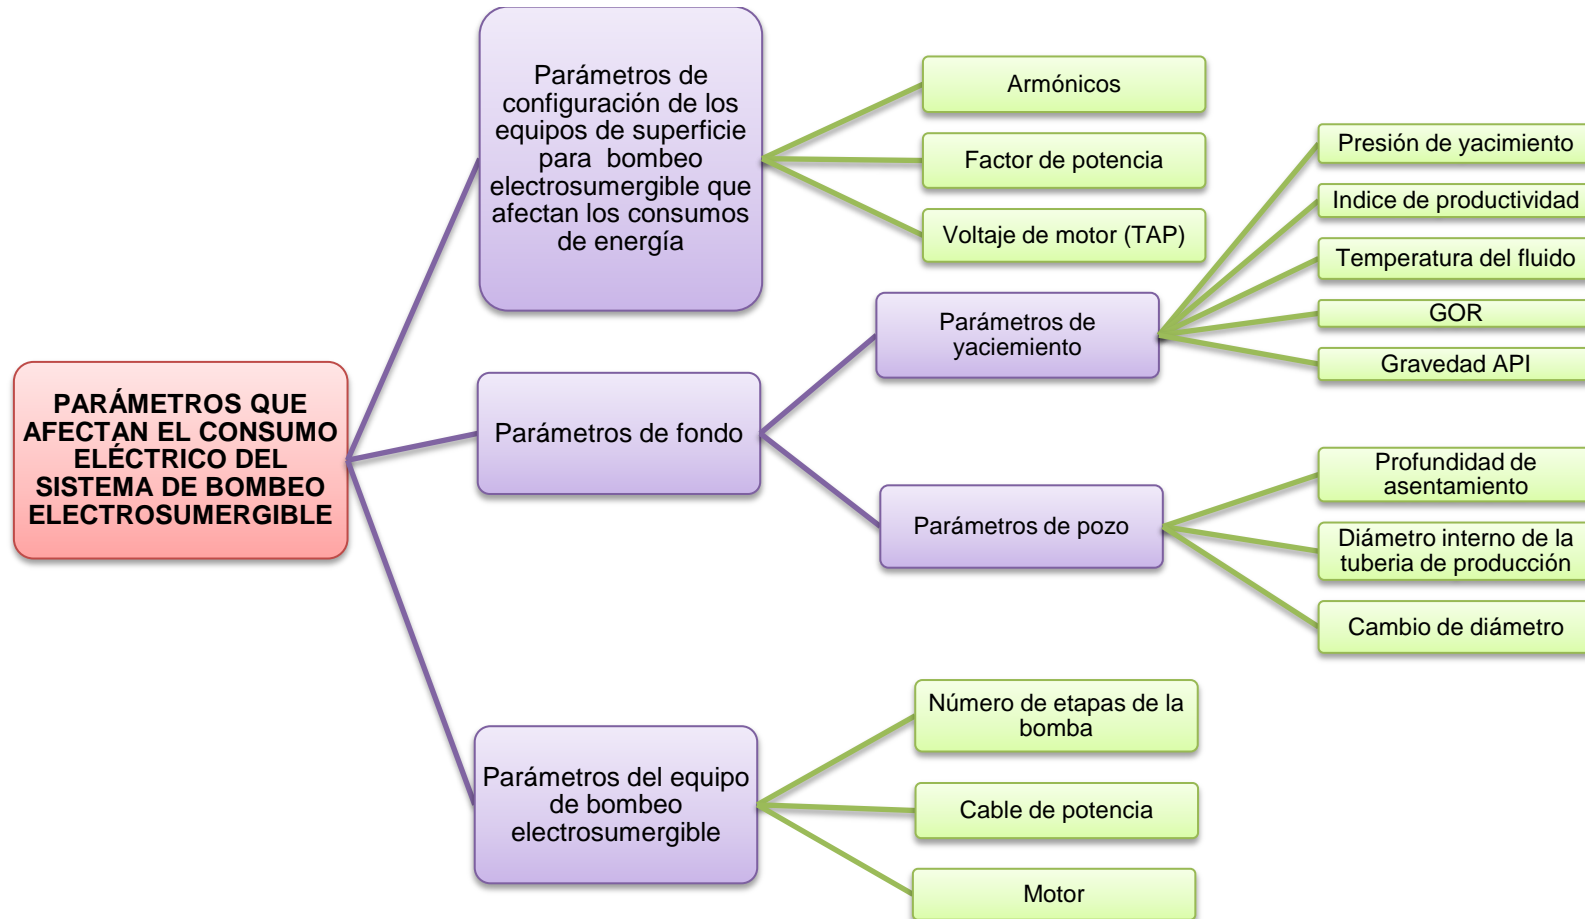 PARÁMETROS QUE
AFECTAN EL CONSUMO
ELÉCTRICO DEL
SISTEMA DE BOMBEO
ELECTROSUMERGIBLE
Parámetros de
configuración de los
equipos de superficie
para bombeo
electrosumergible que
afectan los consumos
de energía
Armónicos
Factor de potencia
Voltaje de motor (TAP)
Parámetros de fondo
Parámetros de
yaciemiento
Presión de yacimiento
Indice de productividad
Temperatura del fluido
GOR
Gravedad API
Parámetros de pozo
Profundidad de
asentamiento
Diámetro interno de la
tuberia de producción
Cambio de diámetro
Parámetros del equipo
de bombeo
electrosumergible
Número de etapas de la
bomba
Cable de potencia
Motor